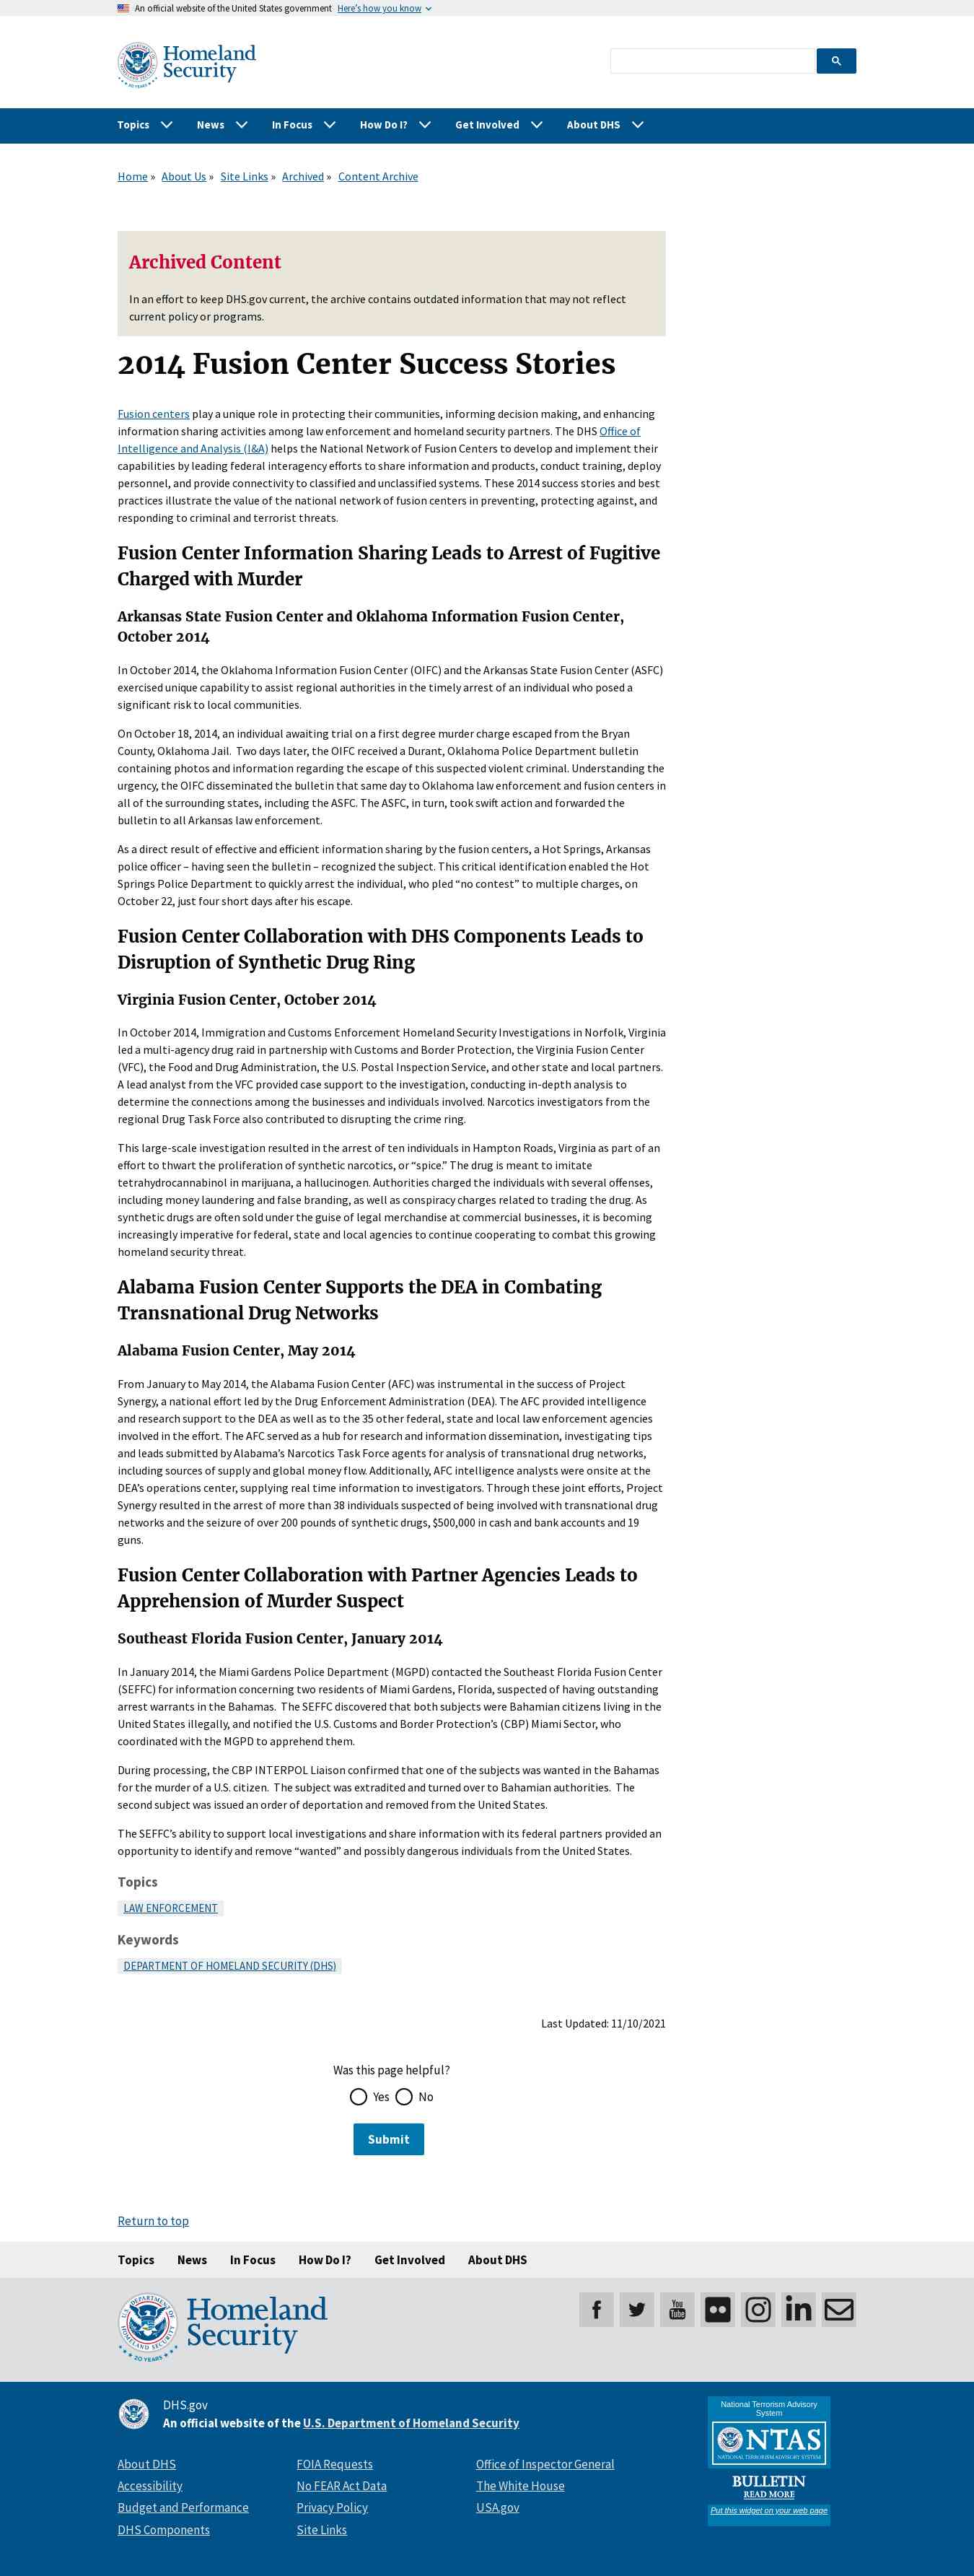 An official website of the United States government Here's how you know
Homeland
Security
Topics News In Focus How Do I? Get Involved About DHS
Home » About Us » Site Links » Archived » Content Archive
Archived Content
In an effort to keep DHS.gov current, the archive contains outdated information that may not reflect
current policy or programs.
2014 Fusion Center Success Stories
Fusion centers play a unique role in protecting their communities, informing decision making, and enhancing
information sharing activities among law enforcement and homeland security partners. The DHS Office of
Intelligence and Analysis (I&A) helps the National Network of Fusion Centers to develop and implement their
capabilities by leading federal interagency efforts to share information and products, conduct training, deploy
personnel, and provide connectivity to classified and unclassified systems. These 2014 success stories and best
practices illustrate the value of the national network of fusion centers in preventing, protecting against, and
responding to criminal and terrorist threats.
Fusion Center Information Sharing Leads to Arrest of Fugitive
Charged with Murder
Arkansas State Fusion Center and Oklahoma Information Fusion Center,
October 2014
In October 2014, the Oklahoma Information Fusion Center (OIFC) and the Arkansas State Fusion Center (ASFC)
exercised unique capability to assist regional authorities in the timely arrest of an individual who posed a
significant risk to local communities.
On October 18, 2014, an individual awaiting trial on a first degree murder charge escaped from the Bryan
County, Oklahoma Jail.  Two days later, the OIFC received a Durant, Oklahoma Police Department bulletin
containing photos and information regarding the escape of this suspected violent criminal. Understanding the
urgency, the OIFC disseminated the bulletin that same day to Oklahoma law enforcement and fusion centers in
all of the surrounding states, including the ASFC. The ASFC, in turn, took swift action and forwarded the
bulletin to all Arkansas law enforcement.
As a direct result of effective and efficient information sharing by the fusion centers, a Hot Springs, Arkansas
police officer – having seen the bulletin – recognized the subject. This critical identification enabled the Hot
Springs Police Department to quickly arrest the individual, who pled “no contest” to multiple charges, on
October 22, just four short days after his escape.
Fusion Center Collaboration with DHS Components Leads to
Disruption of Synthetic Drug Ring
Virginia Fusion Center, October 2014
In October 2014, Immigration and Customs Enforcement Homeland Security Investigations in Norfolk, Virginia
led a multi-agency drug raid in partnership with Customs and Border Protection, the Virginia Fusion Center
(VFC), the Food and Drug Administration, the U.S. Postal Inspection Service, and other state and local partners.
A lead analyst from the VFC provided case support to the investigation, conducting in-depth analysis to
determine the connections among the businesses and individuals involved. Narcotics investigators from the
regional Drug Task Force also contributed to disrupting the crime ring.
This large-scale investigation resulted in the arrest of ten individuals in Hampton Roads, Virginia as part of an
effort to thwart the proliferation of synthetic narcotics, or “spice.” The drug is meant to imitate
tetrahydrocannabinol in marijuana, a hallucinogen. Authorities charged the individuals with several offenses,
including money laundering and false branding, as well as conspiracy charges related to trading the drug. As
synthetic drugs are often sold under the guise of legal merchandise at commercial businesses, it is becoming
increasingly imperative for federal, state and local agencies to continue cooperating to combat this growing
homeland security threat.
Alabama Fusion Center Supports the DEA in Combating
Transnational Drug Networks
Alabama Fusion Center, May 2014
From January to May 2014, the Alabama Fusion Center (AFC) was instrumental in the success of Project
Synergy, a national effort led by the Drug Enforcement Administration (DEA). The AFC provided intelligence
and research support to the DEA as well as to the 35 other federal, state and local law enforcement agencies
involved in the effort. The AFC served as a hub for research and information dissemination, investigating tips
and leads submitted by Alabama’s Narcotics Task Force agents for analysis of transnational drug networks,
including sources of supply and global money flow. Additionally, AFC intelligence analysts were onsite at the
DEA’s operations center, supplying real time information to investigators. Through these joint efforts, Project
Synergy resulted in the arrest of more than 38 individuals suspected of being involved with transnational drug
networks and the seizure of over 200 pounds of synthetic drugs, $500,000 in cash and bank accounts and 19
guns.
Fusion Center Collaboration with Partner Agencies Leads to
Apprehension of Murder Suspect
Southeast Florida Fusion Center, January 2014
In January 2014, the Miami Gardens Police Department (MGPD) contacted the Southeast Florida Fusion Center
(SEFFC) for information concerning two residents of Miami Gardens, Florida, suspected of having outstanding
arrest warrants in the Bahamas.  The SEFFC discovered that both subjects were Bahamian citizens living in the
United States illegally, and notified the U.S. Customs and Border Protection’s (CBP) Miami Sector, who
coordinated with the MGPD to apprehend them.
During processing, the CBP INTERPOL Liaison confirmed that one of the subjects was wanted in the Bahamas
for the murder of a U.S. citizen.  The subject was extradited and turned over to Bahamian authorities.  The
second subject was issued an order of deportation and removed from the United States.
The SEFFC’s ability to support local investigations and share information with its federal partners provided an
opportunity to identify and remove “wanted” and possibly dangerous individuals from the United States.
Topics
LAW ENFORCEMENT
Keywords
DEPARTMENT OF HOMELAND SECURITY (DHS)
Last Updated: 11/10/2021
Was this page helpful?
Yes No
Submit
Return to top
Topics News In Focus How Do I? Get Involved About DHS
Homeland
Security
20 YEARS
You
Tube
in
DHS.gov
An official website of the U.S. Department of Homeland Security
About DHS FOIA Requests Office of Inspector General
Accessibility No FEAR Act Data The White House
Budget and Performance Privacy Policy USA.gov
DHS Components Site Links
National Terrorism Advisory
System
NTAS
NATIONAL TERRORISM ADVISORY SYSTEM
BULLETIN
READ MORE
Put this widget on your web page